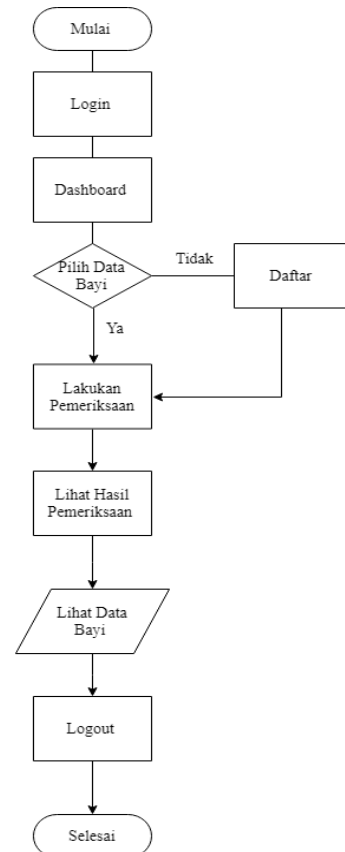 Mulai
Login
Dashboard
Pilih Data
Bayi
Tidak
Daftar
Ya
Lakukan
Pemeriksaan
Lihat Hasil
Pemeriksaan
Lihat Data
Bayi
Logout
Selesai